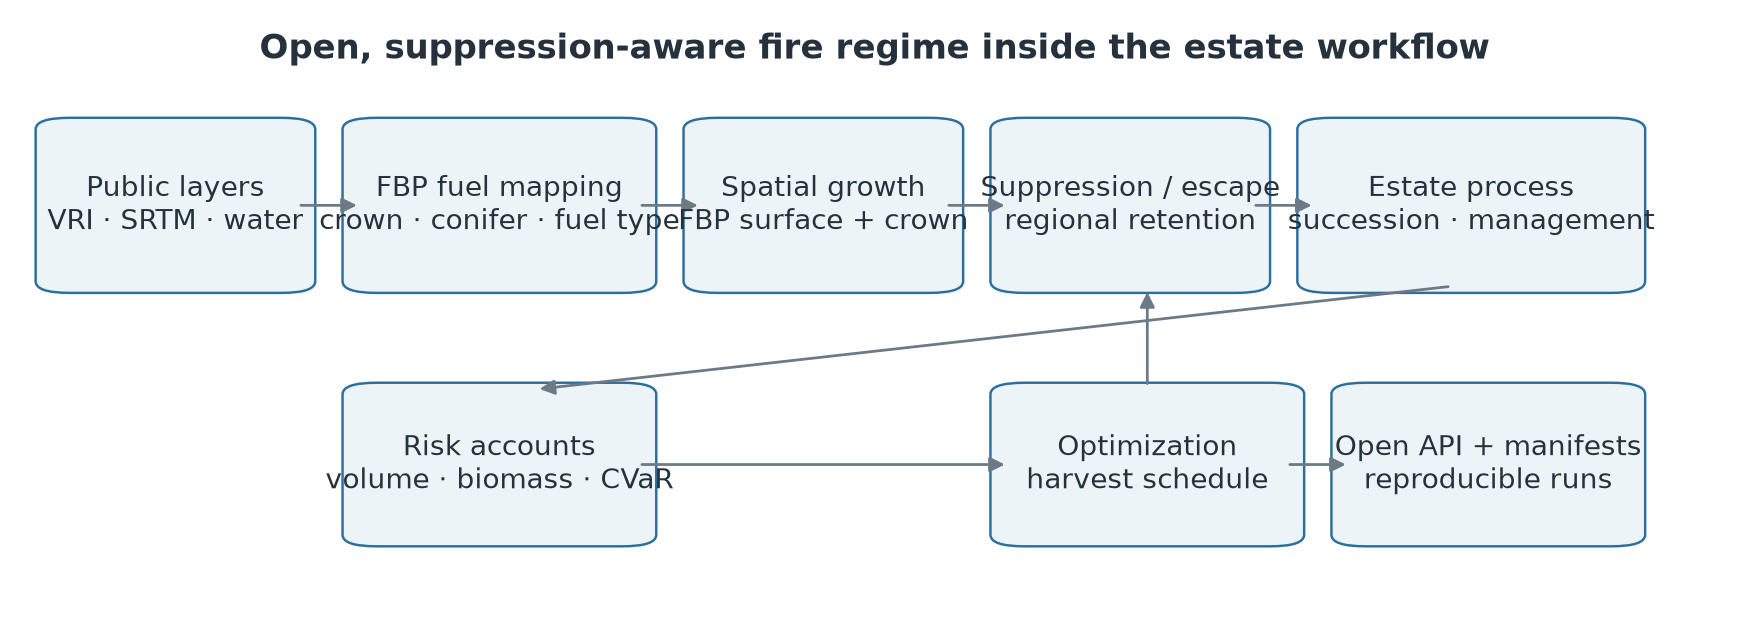 Open, suppression-aware fire regime inside the estate workflow
Public layers
VRI · SRTM · water
FBP fuel mapping
crown · conifer · fuel type
Spatial growth
FBP surface + crown
Suppression / escape
regional retention
Estate process
succession · management
Risk accounts
volume · biomass · CVaR
Optimization
harvest schedule
Open API + manifests
reproducible runs